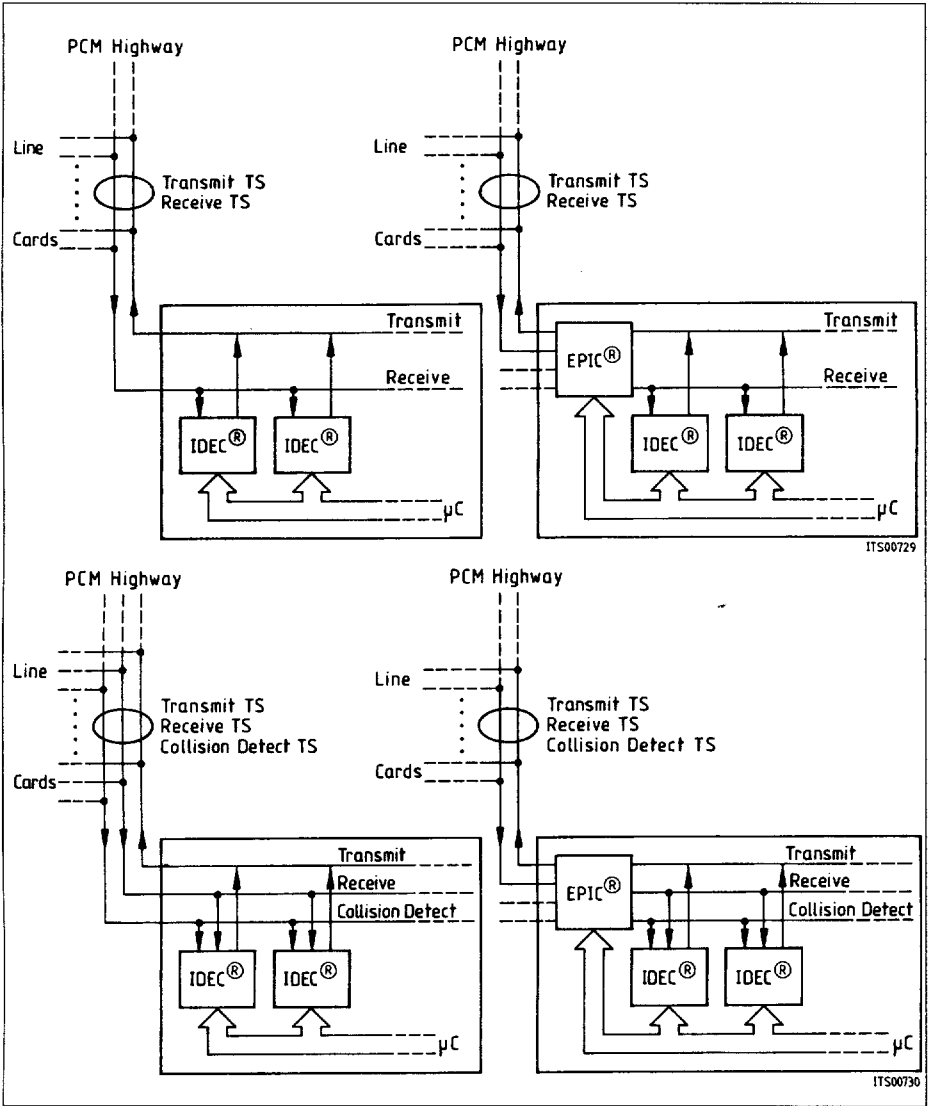 PCM Highway
Line
Transmit TS
Receive TS
Cards
Transmit
Receive
IDEC®
IDEC®
µC
PCM Highway
Line
Transmit TS
Receive TS
Cards
Transmit
EPIC®
Receive
IDEC®
IDEC®
µC
ITS00729
PCM Highway
Line
Transmit TS
Receive TS
Collision Detect TS
Cards
Transmit
Receive
Collision Detect
IDEC®
IDEC®
µC
PCM Highway
Line
Transmit TS
Receive TS
Collision Detect TS
Cards
Transmit
EPIC®
Receive
Collision Detect
IDEC®
IDEC®
µC
ITS00730